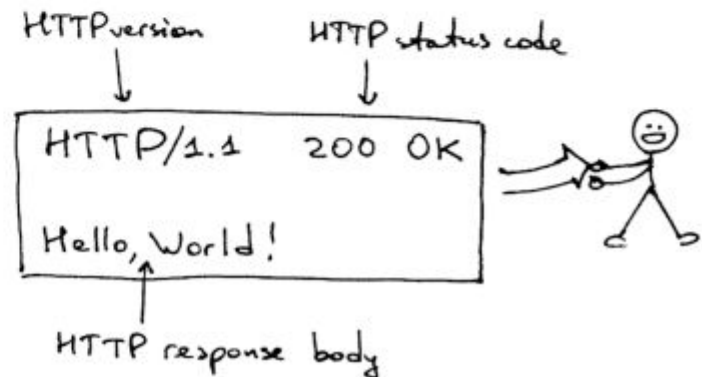 HTTP version
HTTP status code
HTTP/1.1 200 OK
Hello, World!
HTTP response body